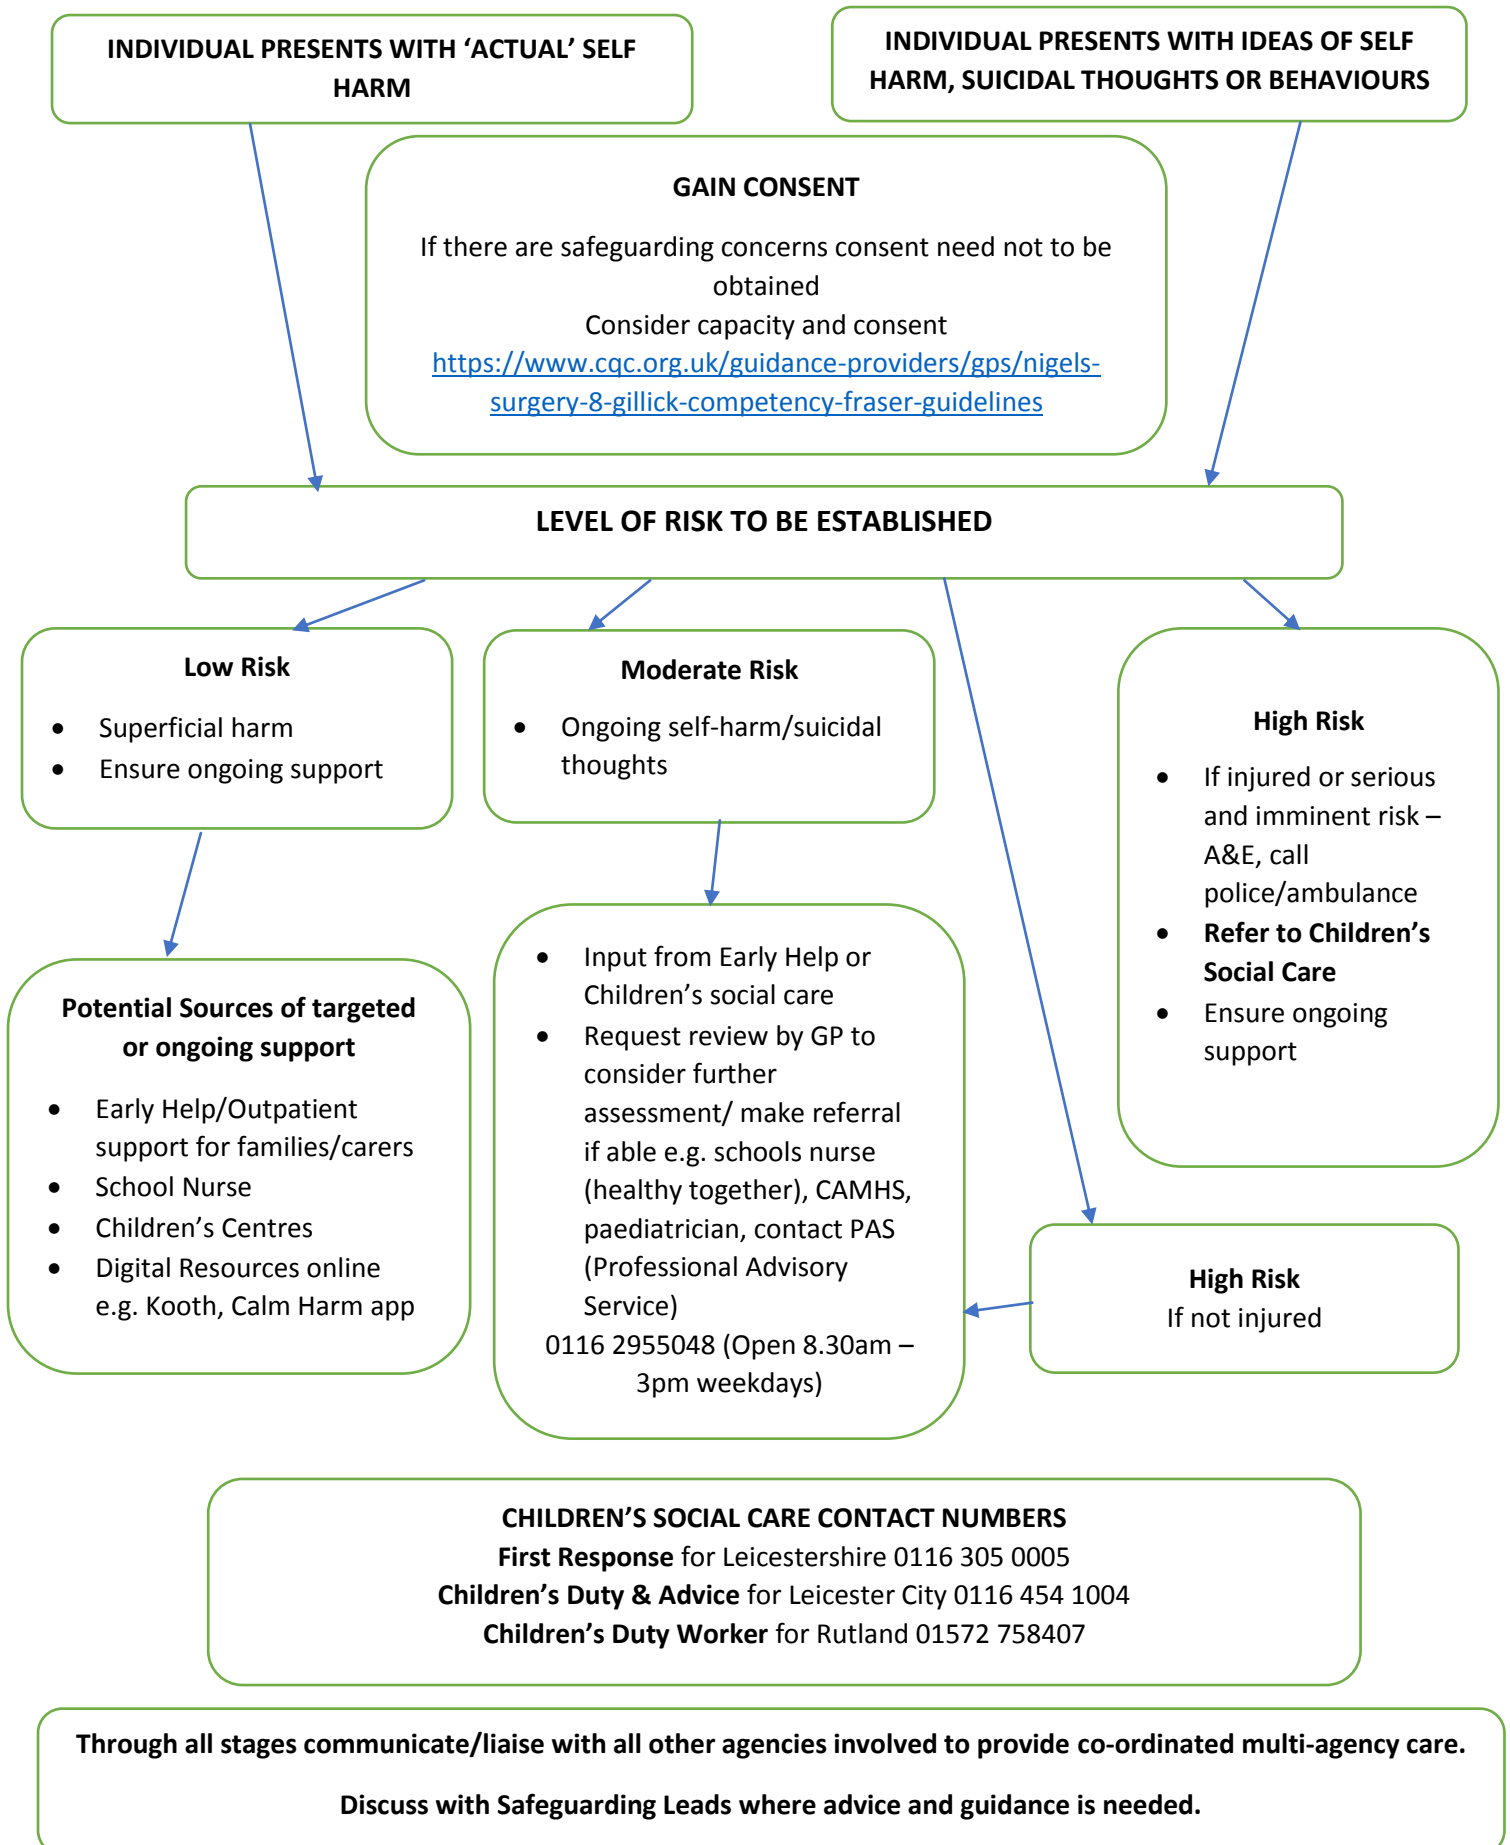 INDIVIDUAL PRESENTS WITH ‘ACTUAL’ SELF
HARM
INDIVIDUAL PRESENTS WITH IDEAS OF SELF
HARM, SUICIDAL THOUGHTS OR BEHAVIOURS
GAIN CONSENT
If there are safeguarding concerns consent need not to be
obtained
Consider capacity and consent
https://www.cqc.org.uk/guidance-providers/gps/nigels-
surgery-8-gillick-competency-fraser-guidelines
LEVEL OF RISK TO BE ESTABLISHED
Low Risk
• Superficial harm
• Ensure ongoing support
Moderate Risk
• Ongoing self-harm/suicidal
thoughts
High Risk
• If injured or serious
and imminent risk –
A&E, call
police/ambulance
• Refer to Children’s
Social Care
• Ensure ongoing
support
Potential Sources of targeted
or ongoing support
• Early Help/Outpatient
support for families/carers
• School Nurse
• Children’s Centres
• Digital Resources online
e.g. Kooth, Calm Harm app
• Input from Early Help or
Children’s social care
• Request review by GP to
consider further
assessment/ make referral
if able e.g. schools nurse
(healthy together), CAMHS,
paediatrician, contact PAS
(Professional Advisory
Service)
0116 2955048 (Open 8.30am –
3pm weekdays)
High Risk
If not injured
CHILDREN’S SOCIAL CARE CONTACT NUMBERS
First Response for Leicestershire 0116 305 0005
Children’s Duty & Advice for Leicester City 0116 454 1004
Children’s Duty Worker for Rutland 01572 758407
Through all stages communicate/liaise with all other agencies involved to provide co-ordinated multi-agency care.
Discuss with Safeguarding Leads where advice and guidance is needed.